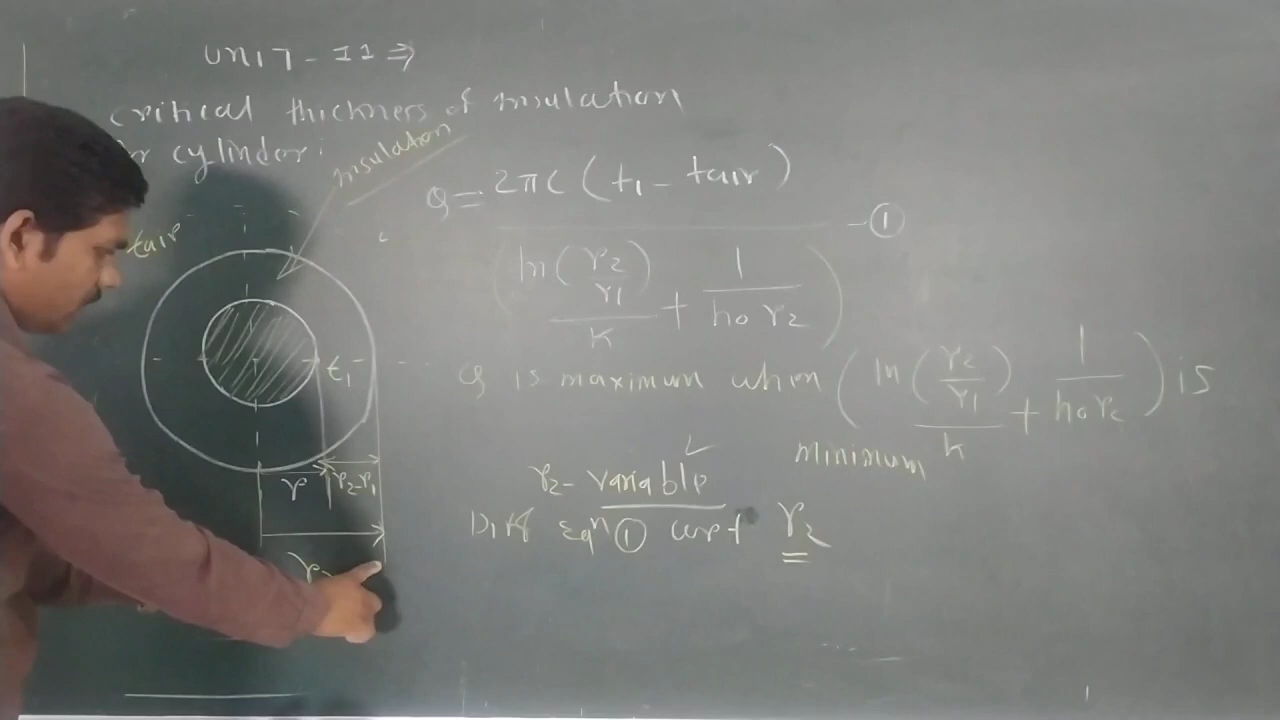 UNIT-II ⇒
critical thickness of insulation
cylinder:
insulation
tair
Q = 2πL (t1 - tair) / (ln(r2/r1)/K + 1/(ho r2)) - ①
t1
Q is maximum when (ln(r2/r1)/K + 1/(ho r2)) is
minimum
r2 - variable
Diff Eqn ① wrt r2
r r2-r1